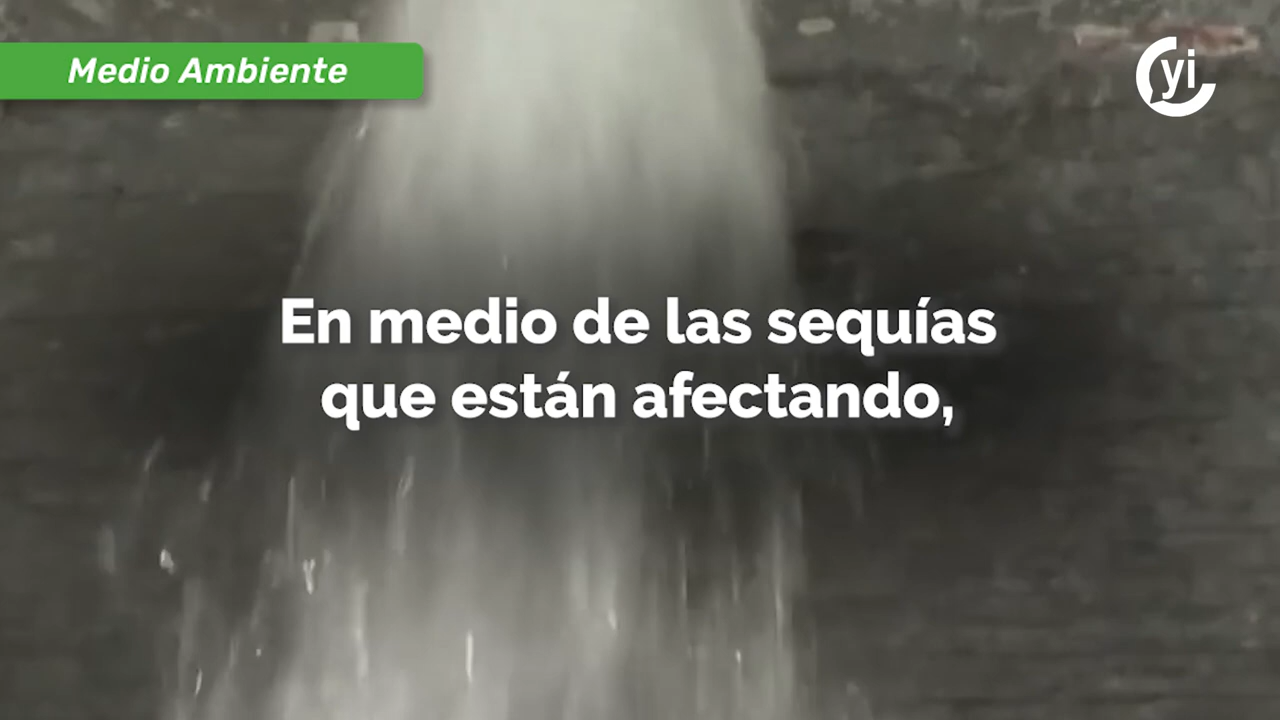 Medio Ambiente
yi
En medio de las sequías
que están afectando,